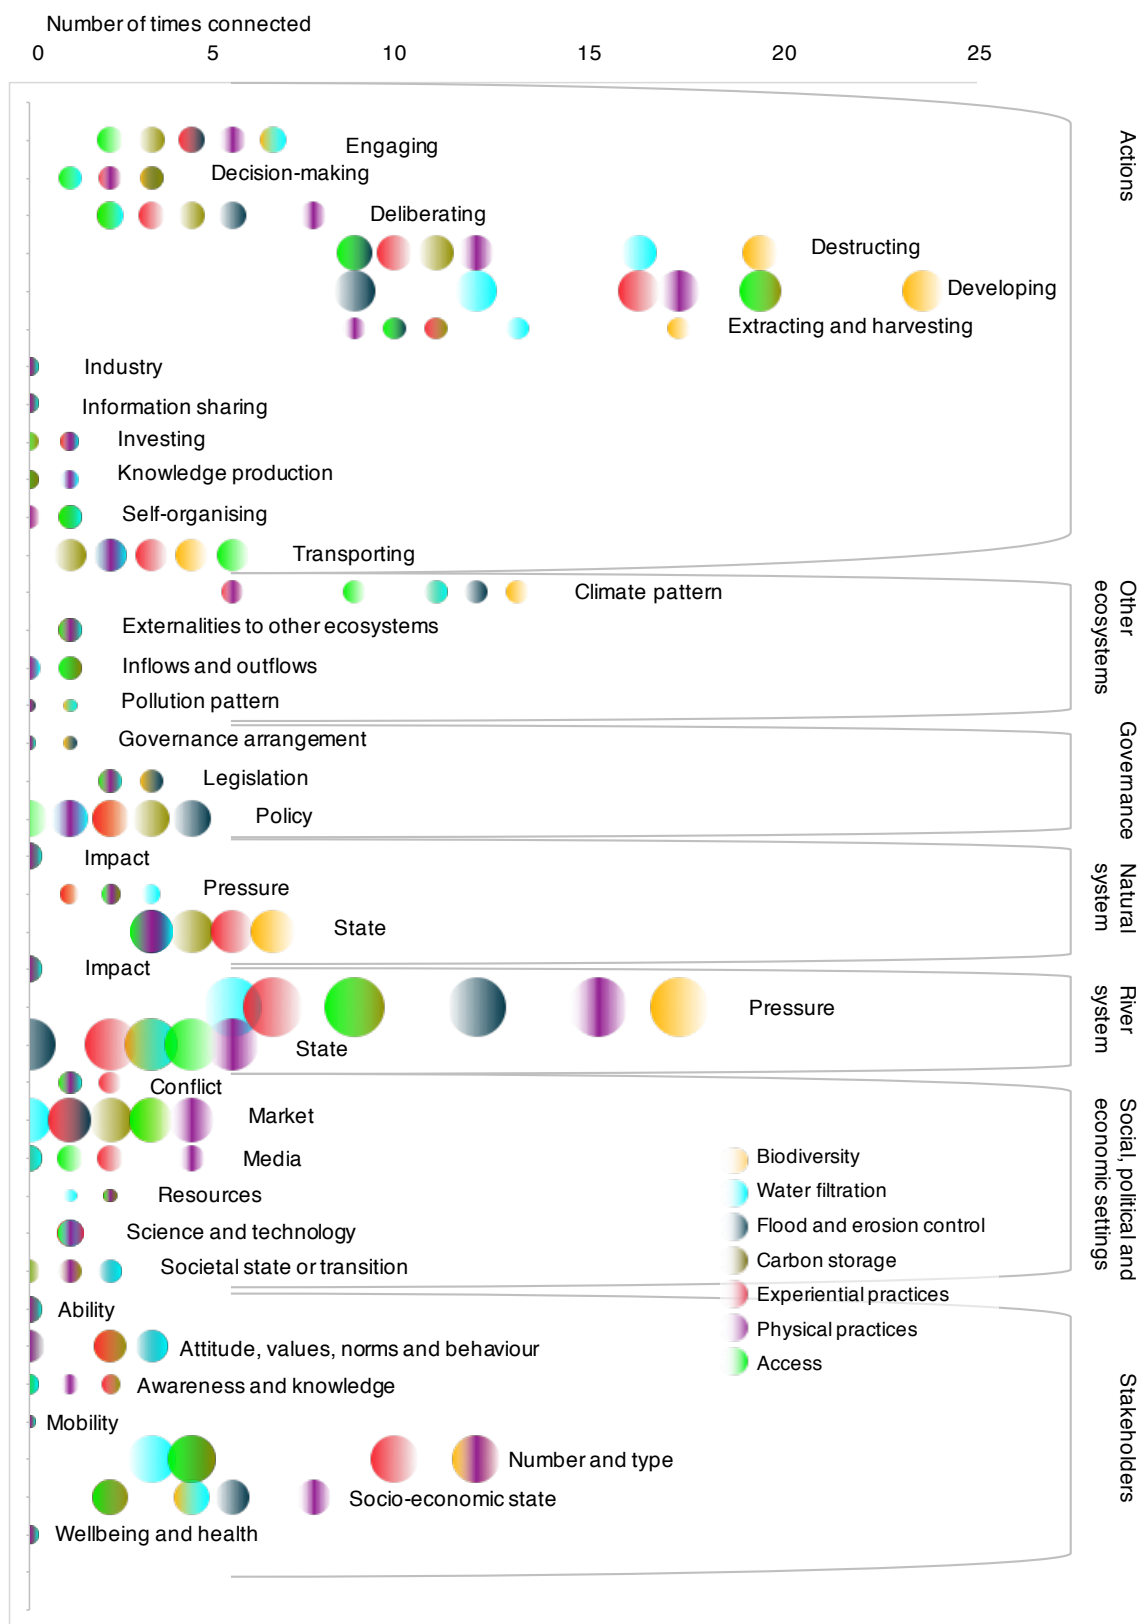 Number of times connected
0 5 10 15 20 25
Engaging
Decision-making
Deliberating
Destructing
Developing
Extracting and harvesting
Industry
Information sharing
Investing
Knowledge production
Self-organising
Transporting
Actions
Climate pattern
Externalities to other ecosystems
Inflows and outflows
Pollution pattern
Other
ecosystems
Governance arrangement
Legislation
Policy
Governance
Impact
Pressure
State
Natural
system
Impact
Pressure
State
River
system
Conflict
Market
Media
Resources
Science and technology
Societal state or transition
Social, political and
economic settings
Biodiversity
Water filtration
Flood and erosion control
Carbon storage
Experiential practices
Physical practices
Access
Ability
Attitude, values, norms and behaviour
Awareness and knowledge
Mobility
Number and type
Socio-economic state
Wellbeing and health
Stakeholders